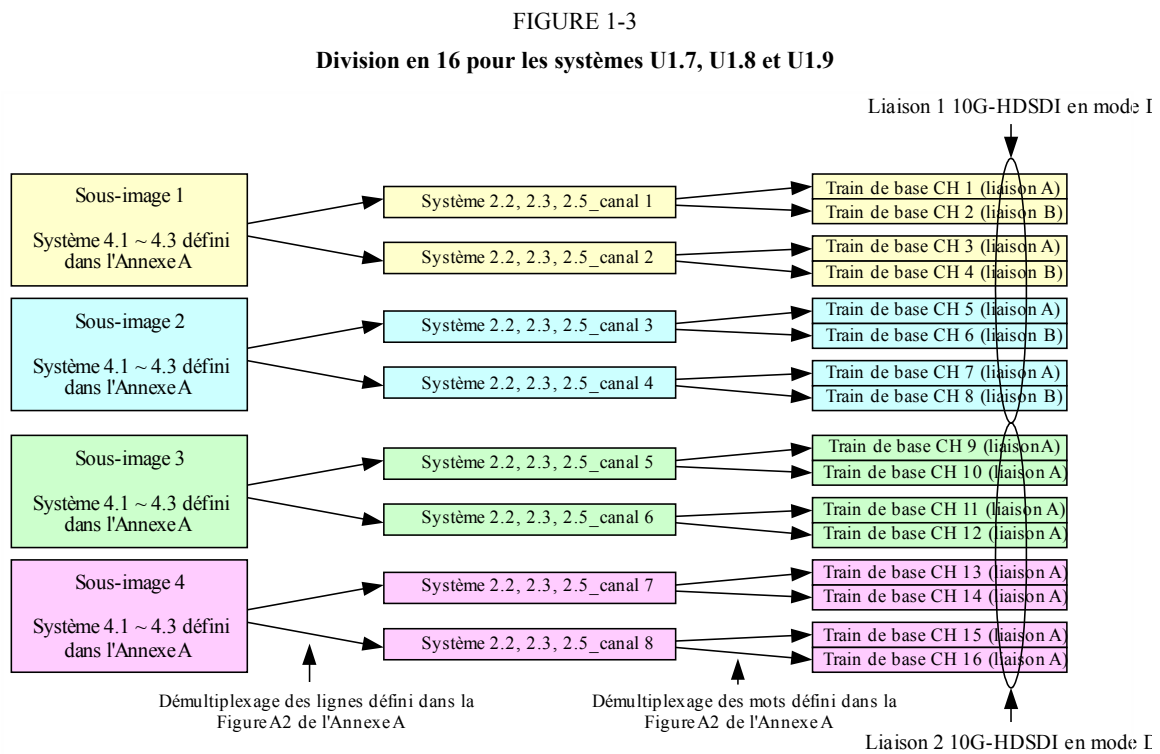 FIGURE 1-3
Division en 16 pour les systèmes U1.7, U1.8 et U1.9
Liaison 1 10G-HDSDI en mode D
Sous-image 1
Système 4.1 ~ 4.3 défini
dans l'Annexe A
Système 2.2, 2.3, 2.5_canal 1
Système 2.2, 2.3, 2.5_canal 2
Train de base CH 1 (liaison A)
Train de base CH 2 (liaison B)
Train de base CH 3 (liaison A)
Train de base CH 4 (liaison B)
Sous-image 2
Système 4.1 ~ 4.3 défini
dans l'Annexe A
Système 2.2, 2.3, 2.5_canal 3
Système 2.2, 2.3, 2.5_canal 4
Train de base CH 5 (liaison A)
Train de base CH 6 (liaison B)
Train de base CH 7 (liaison A)
Train de base CH 8 (liaison B)
Sous-image 3
Système 4.1 ~ 4.3 défini
dans l'Annexe A
Système 2.2, 2.3, 2.5_canal 5
Système 2.2, 2.3, 2.5_canal 6
Train de base CH 9 (liaison A)
Train de base CH 10 (liaison A)
Train de base CH 11 (liaison A)
Train de base CH 12 (liaison A)
Sous-image 4
Système 4.1 ~ 4.3 défini
dans l'Annexe A
Système 2.2, 2.3, 2.5_canal 7
Système 2.2, 2.3, 2.5_canal 8
Train de base CH 13 (liaison A)
Train de base CH 14 (liaison A)
Train de base CH 15 (liaison A)
Train de base CH 16 (liaison A)
Démultiplexage des lignes défini dans la
Figure A2 de l'Annexe A
Démultiplexage des mots défini dans la
Figure A2 de l'Annexe A
Liaison 2 10G-HDSDI en mode D